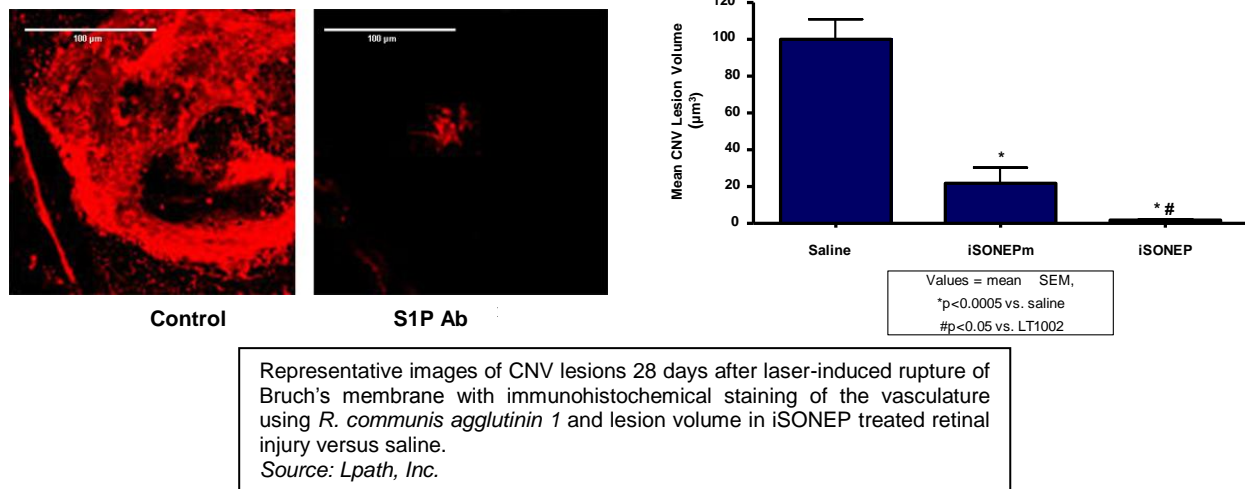 100 µm
100 µm
Control
S1P Ab
Mean CNV Lesion Volume
(µm³)
120
100
80
60
40
20
0
*
* #
Saline
iSONEPm
iSONEP
Values = mean SEM,
*p<0.0005 vs. saline
#p<0.05 vs. LT1002
Representative images of CNV lesions 28 days after laser-induced rupture of
Bruch’s membrane with immunohistochemical staining of the vasculature
using R. communis agglutinin 1 and lesion volume in iSONEP treated retinal
injury versus saline.
Source: Lpath, Inc.